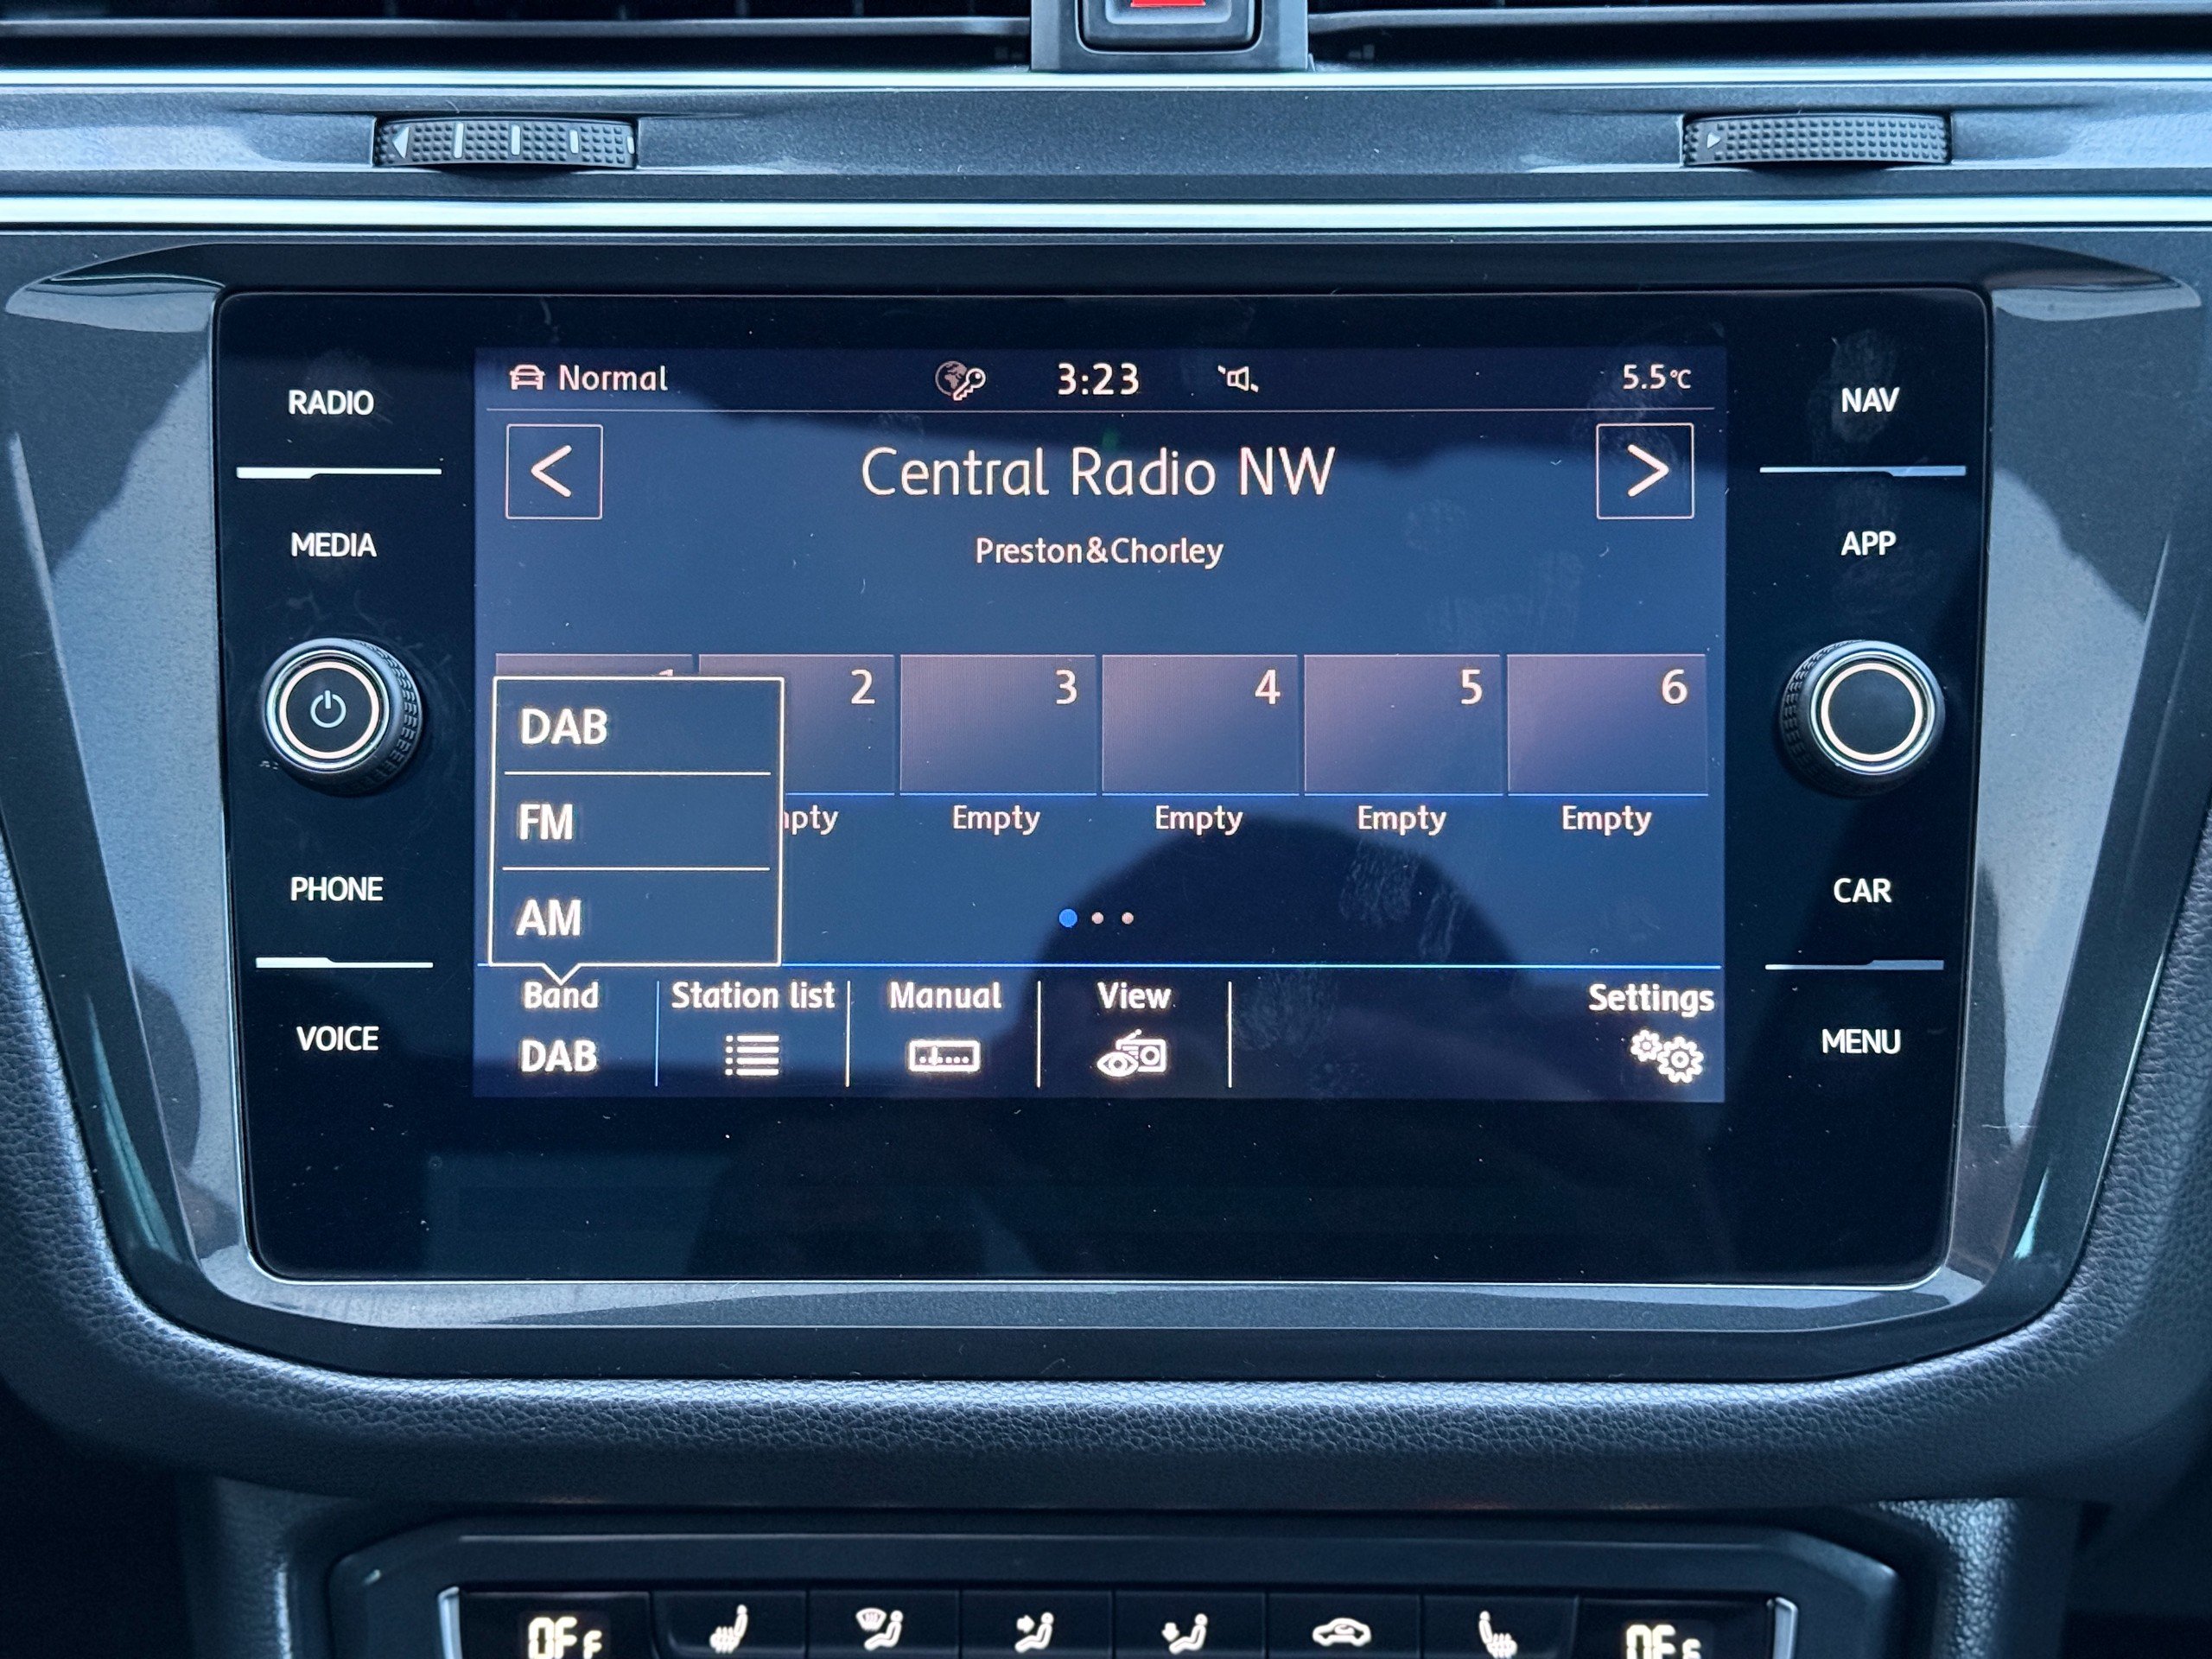 Normal 3:23 5.5°C
RADIO
NAV
Central Radio NW
MEDIA
APP
Preston&Chorley
2 3 4 5 6
DAB
FM
Empty Empty Empty Empty
AM
PHONE
CAR
Band Station list Manual View Settings
DAB
VOICE
MENU
OFF